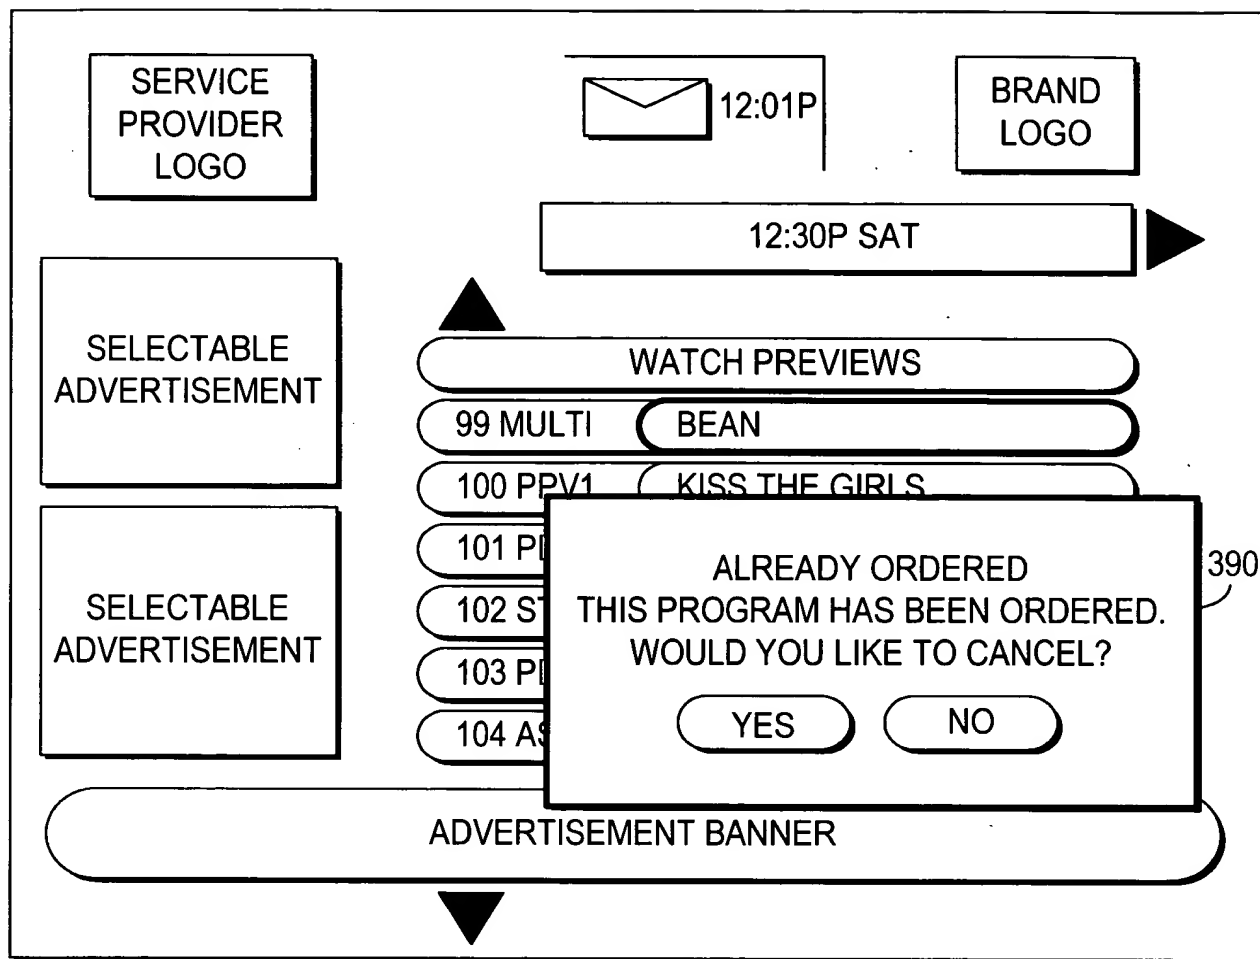 SERVICE
PROVIDER
LOGO
12:01P
BRAND
LOGO
12:30P SAT
SELECTABLE
ADVERTISEMENT
WATCH PREVIEWS
99 MULTI BEAN
100 PPV1 KISS THE GIRLS
101
102
103
104
SELECTABLE
ADVERTISEMENT
ALREADY ORDERED
THIS PROGRAM HAS BEEN ORDERED.
WOULD YOU LIKE TO CANCEL?
YES NO
390
ADVERTISEMENT BANNER